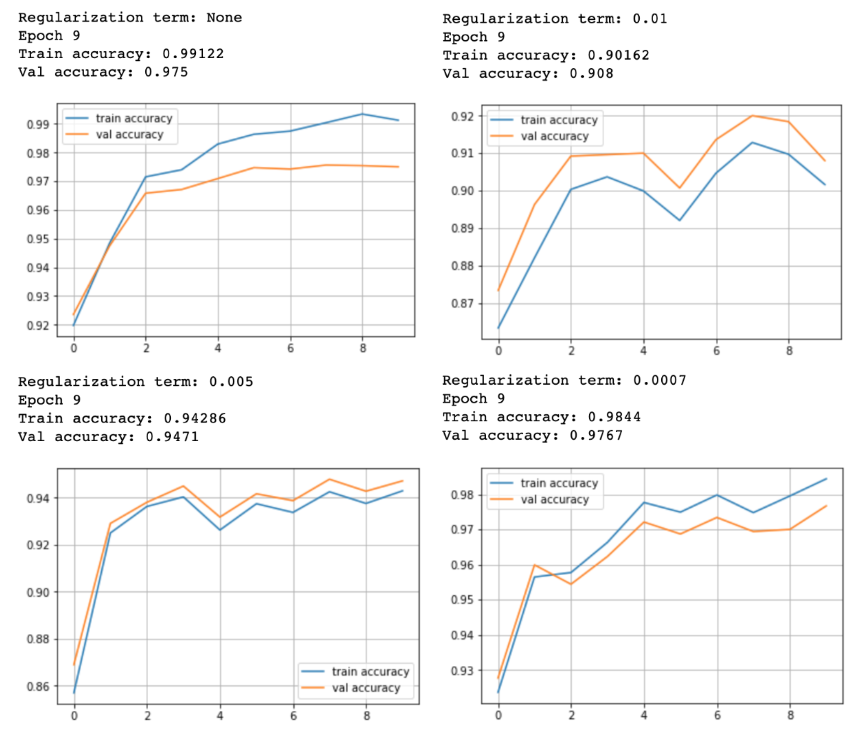 Regularization term: None
Epoch 9
Train accuracy: 0.99122
Val accuracy: 0.975
train accuracy
val accuracy
0.99
0.98
0.97
0.96
0.95
0.94
0.93
0.92
0 2 4 6 8
Regularization term: 0.01
Epoch 9
Train accuracy: 0.90162
Val accuracy: 0.908
train accuracy
val accuracy
0.92
0.91
0.90
0.89
0.88
0.87
0 2 4 6 8
Regularization term: 0.005
Epoch 9
Train accuracy: 0.94286
Val accuracy: 0.9471
0.94
0.92
0.90
0.88
0.86
train accuracy
val accuracy
0 2 4 6 8
Regularization term: 0.0007
Epoch 9
Train accuracy: 0.9844
Val accuracy: 0.9767
train accuracy
val accuracy
0.98
0.97
0.96
0.95
0.94
0.93
0 2 4 6 8